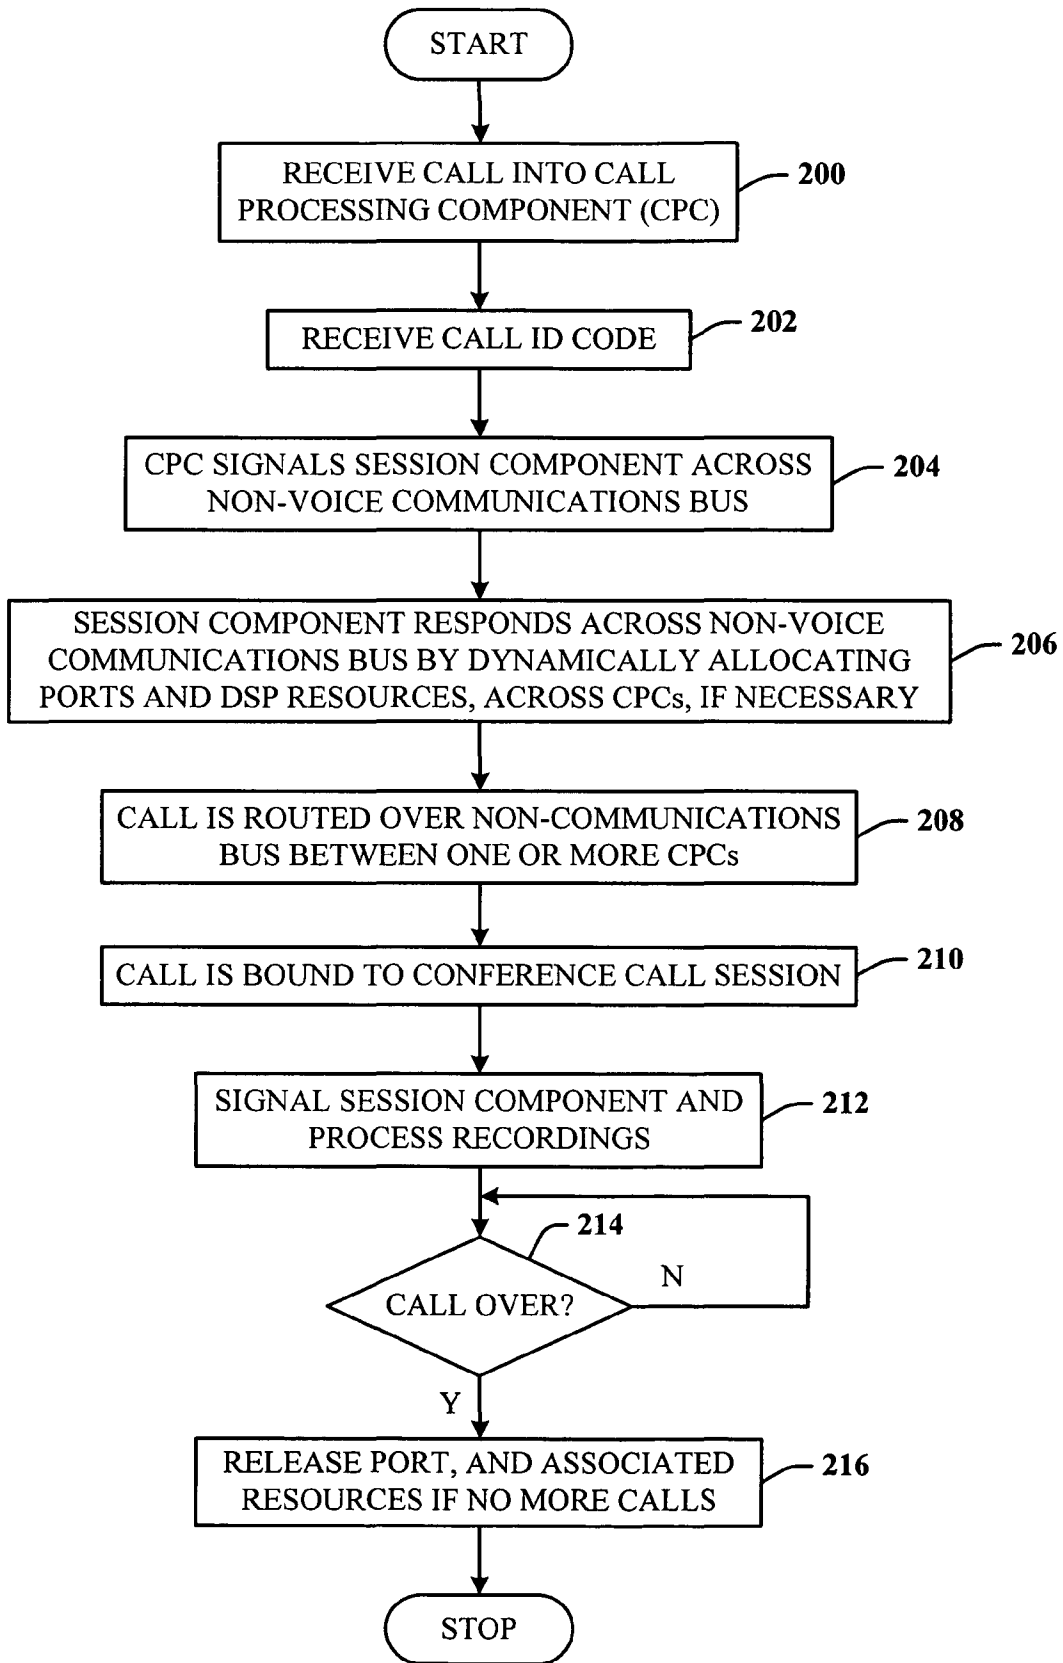 START
RECEIVE CALL INTO CALL
PROCESSING COMPONENT (CPC)
200
RECEIVE CALL ID CODE
202
CPC SIGNALS SESSION COMPONENT ACROSS
NON-VOICE COMMUNICATIONS BUS
204
SESSION COMPONENT RESPONDS ACROSS NON-VOICE
COMMUNICATIONS BUS BY DYNAMICALLY ALLOCATING
PORTS AND DSP RESOURCES, ACROSS CPCs, IF NECESSARY
206
CALL IS ROUTED OVER NON-COMMUNICATIONS
BUS BETWEEN ONE OR MORE CPCs
208
CALL IS BOUND TO CONFERENCE CALL SESSION
210
SIGNAL SESSION COMPONENT AND
PROCESS RECORDINGS
212
214
CALL OVER?
N
Y
RELEASE PORT, AND ASSOCIATED
RESOURCES IF NO MORE CALLS
216
STOP